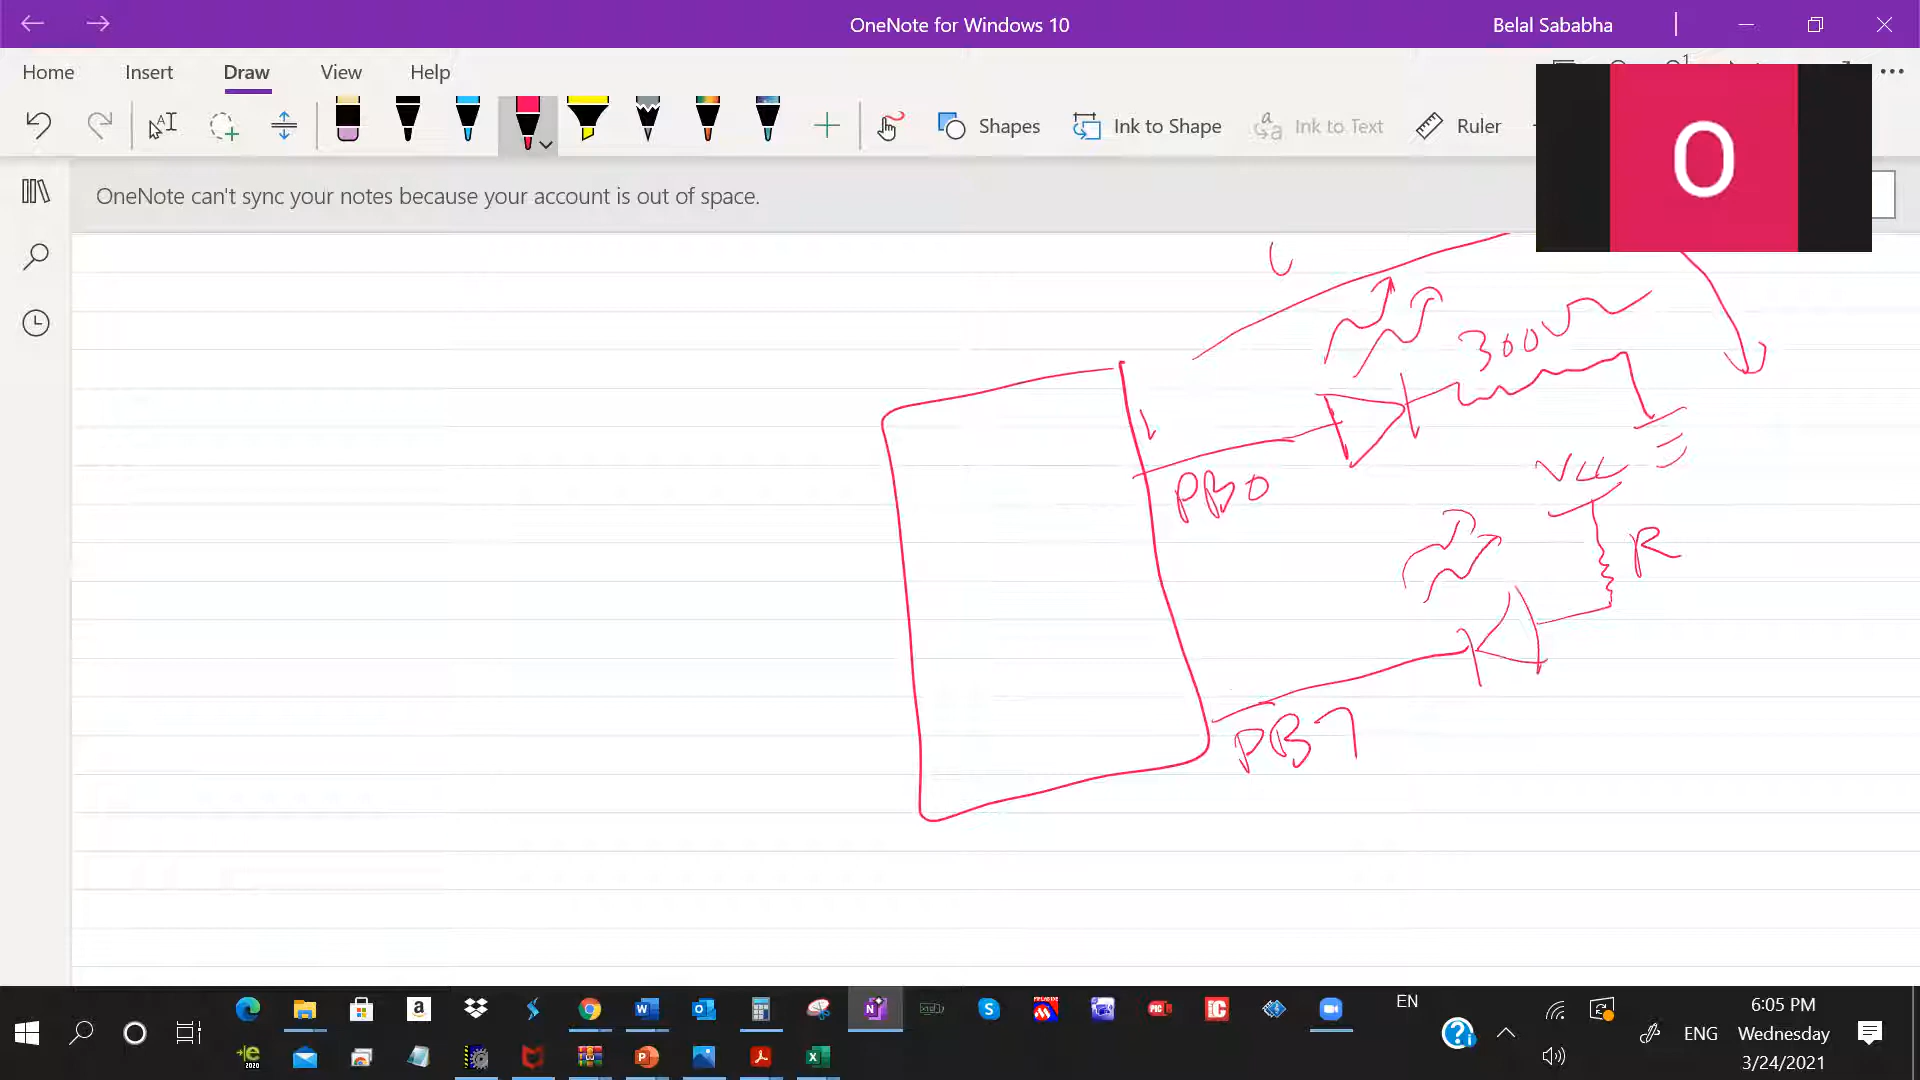 OneNote for Windows 10
Belal Sababha
Home Insert Draw View Help
Shapes Ink to Shape Ink to Text Ruler
OneNote can't sync your notes because your account is out of space.
O
300
PB0
VCC
R
PB7
EN
6:05 PM
ENG Wednesday
3/24/2021